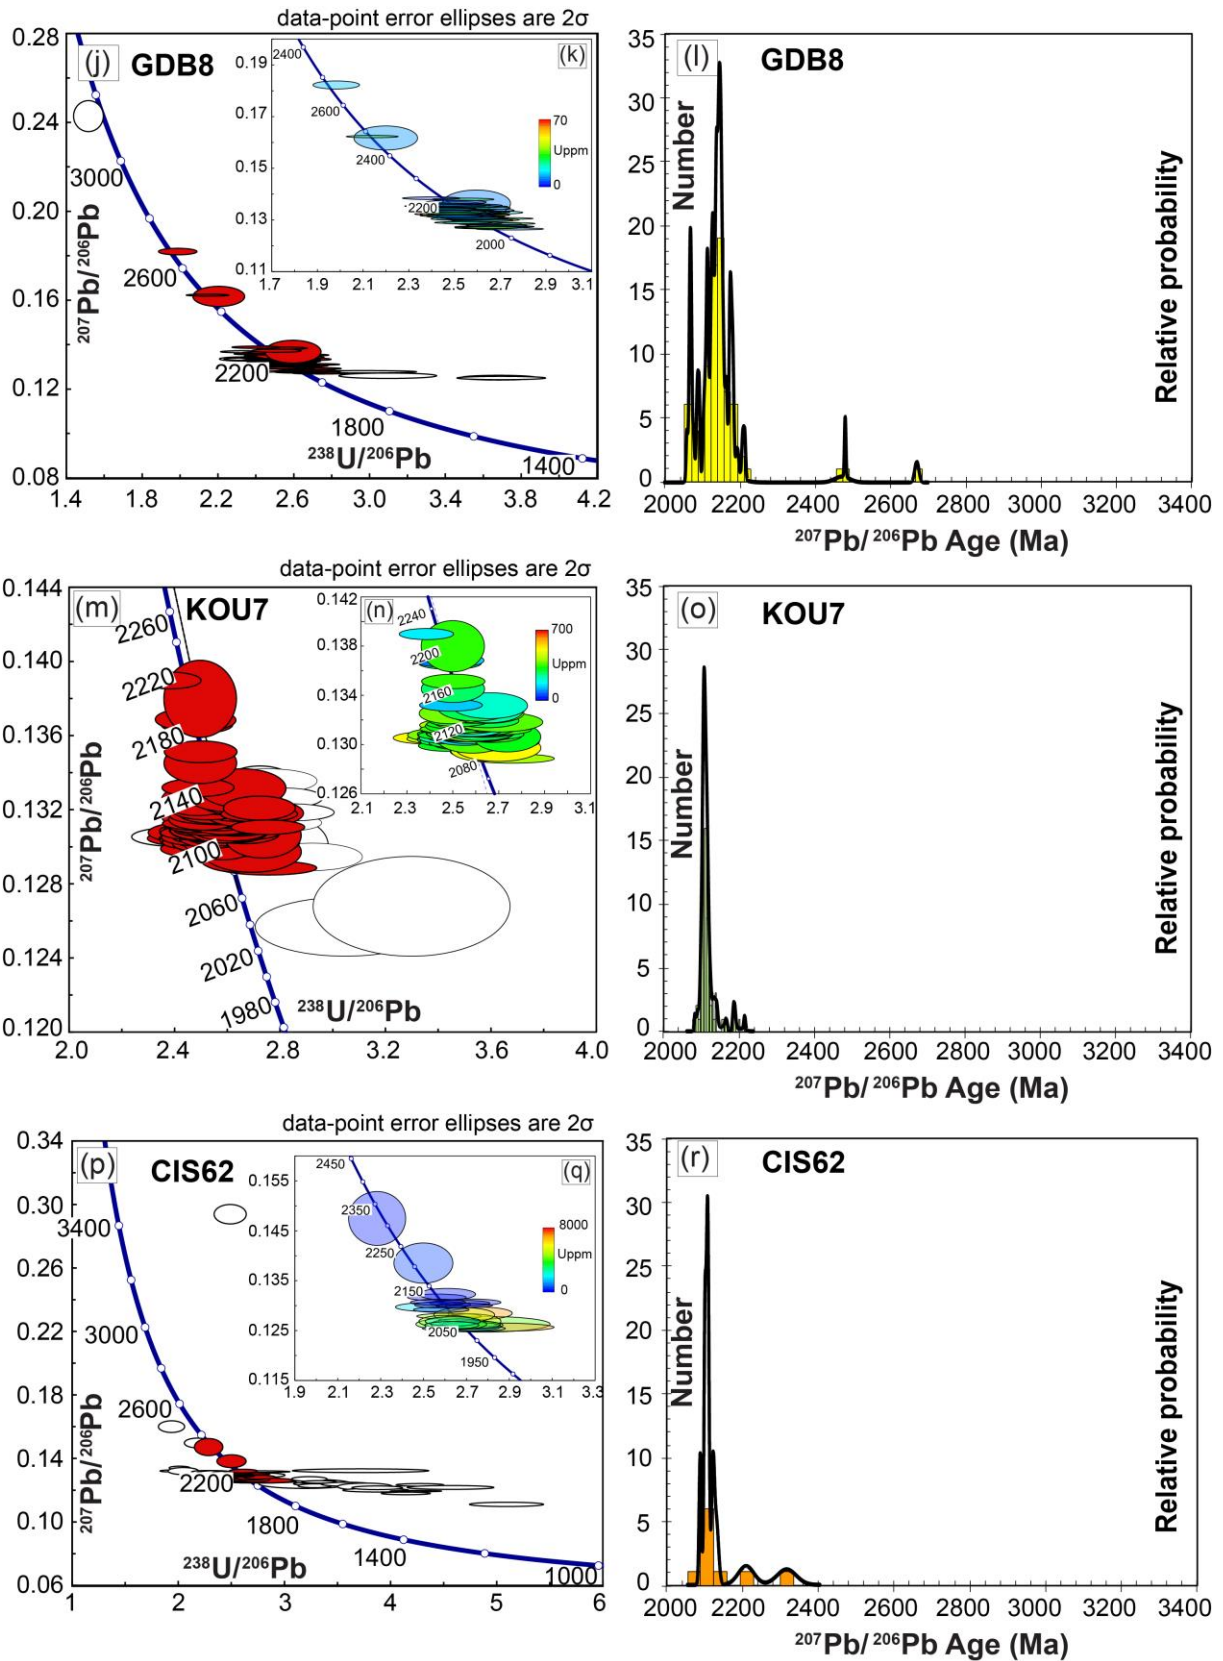 data-point error ellipses are 2σ
(j) GDB8
0.28
0.24
0.20
0.16
0.12
0.08
²⁰⁷Pb/²⁰⁶Pb
3000
2600
2200
1800
1400
²³⁸U/²⁰⁶Pb
1.4 1.8 2.2 2.6 3.0 3.4 3.8 4.2
(k)
0.19
0.17
0.15
0.13
0.11
2400
2600
2400
2200
2000
70
Uppm
0
1.7 1.9 2.1 2.3 2.5 2.7 2.9 3.1
(l) GDB8
35
30
25
20
15
10
5
0
Number
Relative probability
2000 2200 2400 2600 2800 3000 3200 3400
²⁰⁷Pb/²⁰⁶Pb Age (Ma)
data-point error ellipses are 2σ
(m) KOU7
0.144
0.140
0.136
0.132
0.128
0.124
0.120
²⁰⁷Pb/²⁰⁶Pb
2260
2220
2180
2140
2100
2060
2020
1980
²³⁸U/²⁰⁶Pb
2.0 2.4 2.8 3.2 3.6 4.0
(n)
0.142
0.138
0.134
0.130
0.126
2240
2200
2160
2120
2080
700
Uppm
0
2.1 2.3 2.5 2.7 2.9 3.1
(o) KOU7
35
30
25
20
15
10
5
0
Number
Relative probability
2000 2200 2400 2600 2800 3000 3200 3400
²⁰⁷Pb/²⁰⁶Pb Age (Ma)
data-point error ellipses are 2σ
(p) CIS62
0.34
0.30
0.26
0.22
0.18
0.14
0.10
0.06
²⁰⁷Pb/²⁰⁶Pb
3400
3000
2600
2200
1800
1400
1000
²³⁸U/²⁰⁶Pb
1 2 3 4 5 6
(q)
0.155
0.145
0.135
0.125
0.115
2450
2350
2250
2150
2050
1950
8000
Uppm
0
1.9 2.1 2.3 2.5 2.7 2.9 3.1 3.3
(r) CIS62
35
30
25
20
15
10
5
0
Number
Relative probability
2000 2200 2400 2600 2800 3000 3200 3400
²⁰⁷Pb/²⁰⁶Pb Age (Ma)